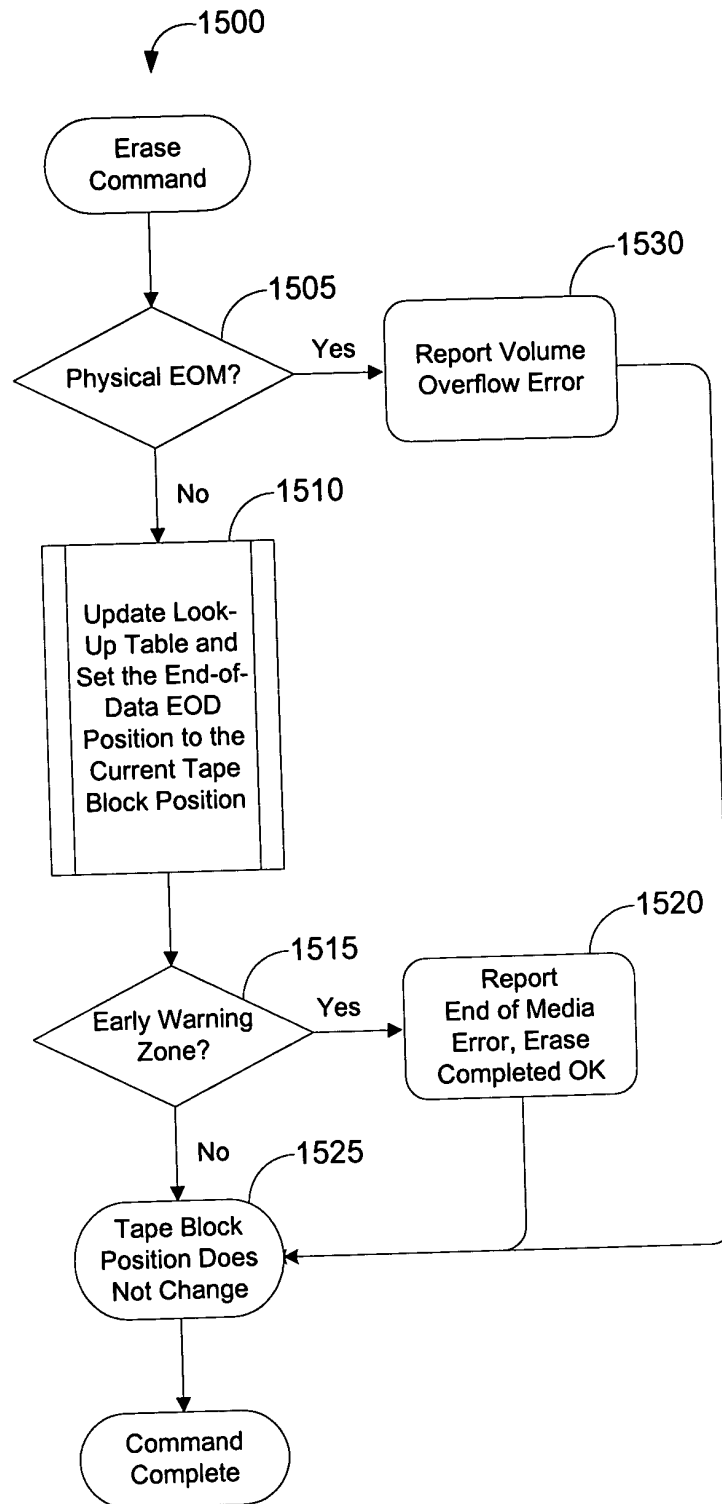 1500
Erase
Command
1505
Physical EOM?
Yes
1530
Report Volume
Overflow Error
No
1510
Update Look-
Up Table and
Set the End-of-
Data EOD
Position to the
Current Tape
Block Position
1515
Early Warning
Zone?
Yes
1520
Report
End of Media
Error, Erase
Completed OK
No
1525
Tape Block
Position Does
Not Change
Command
Complete